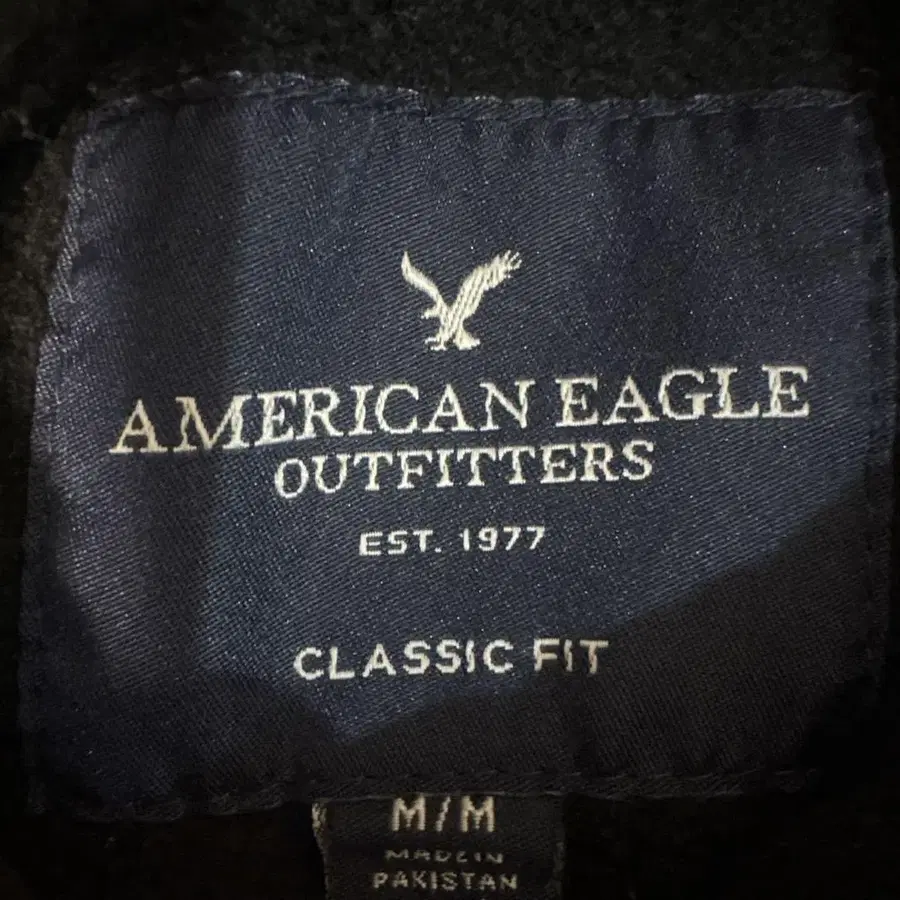 AMERICAN EAGLE
OUTFITTERS
EST. 1977
CLASSIC FIT
M/M
MADE IN
PAKISTAN